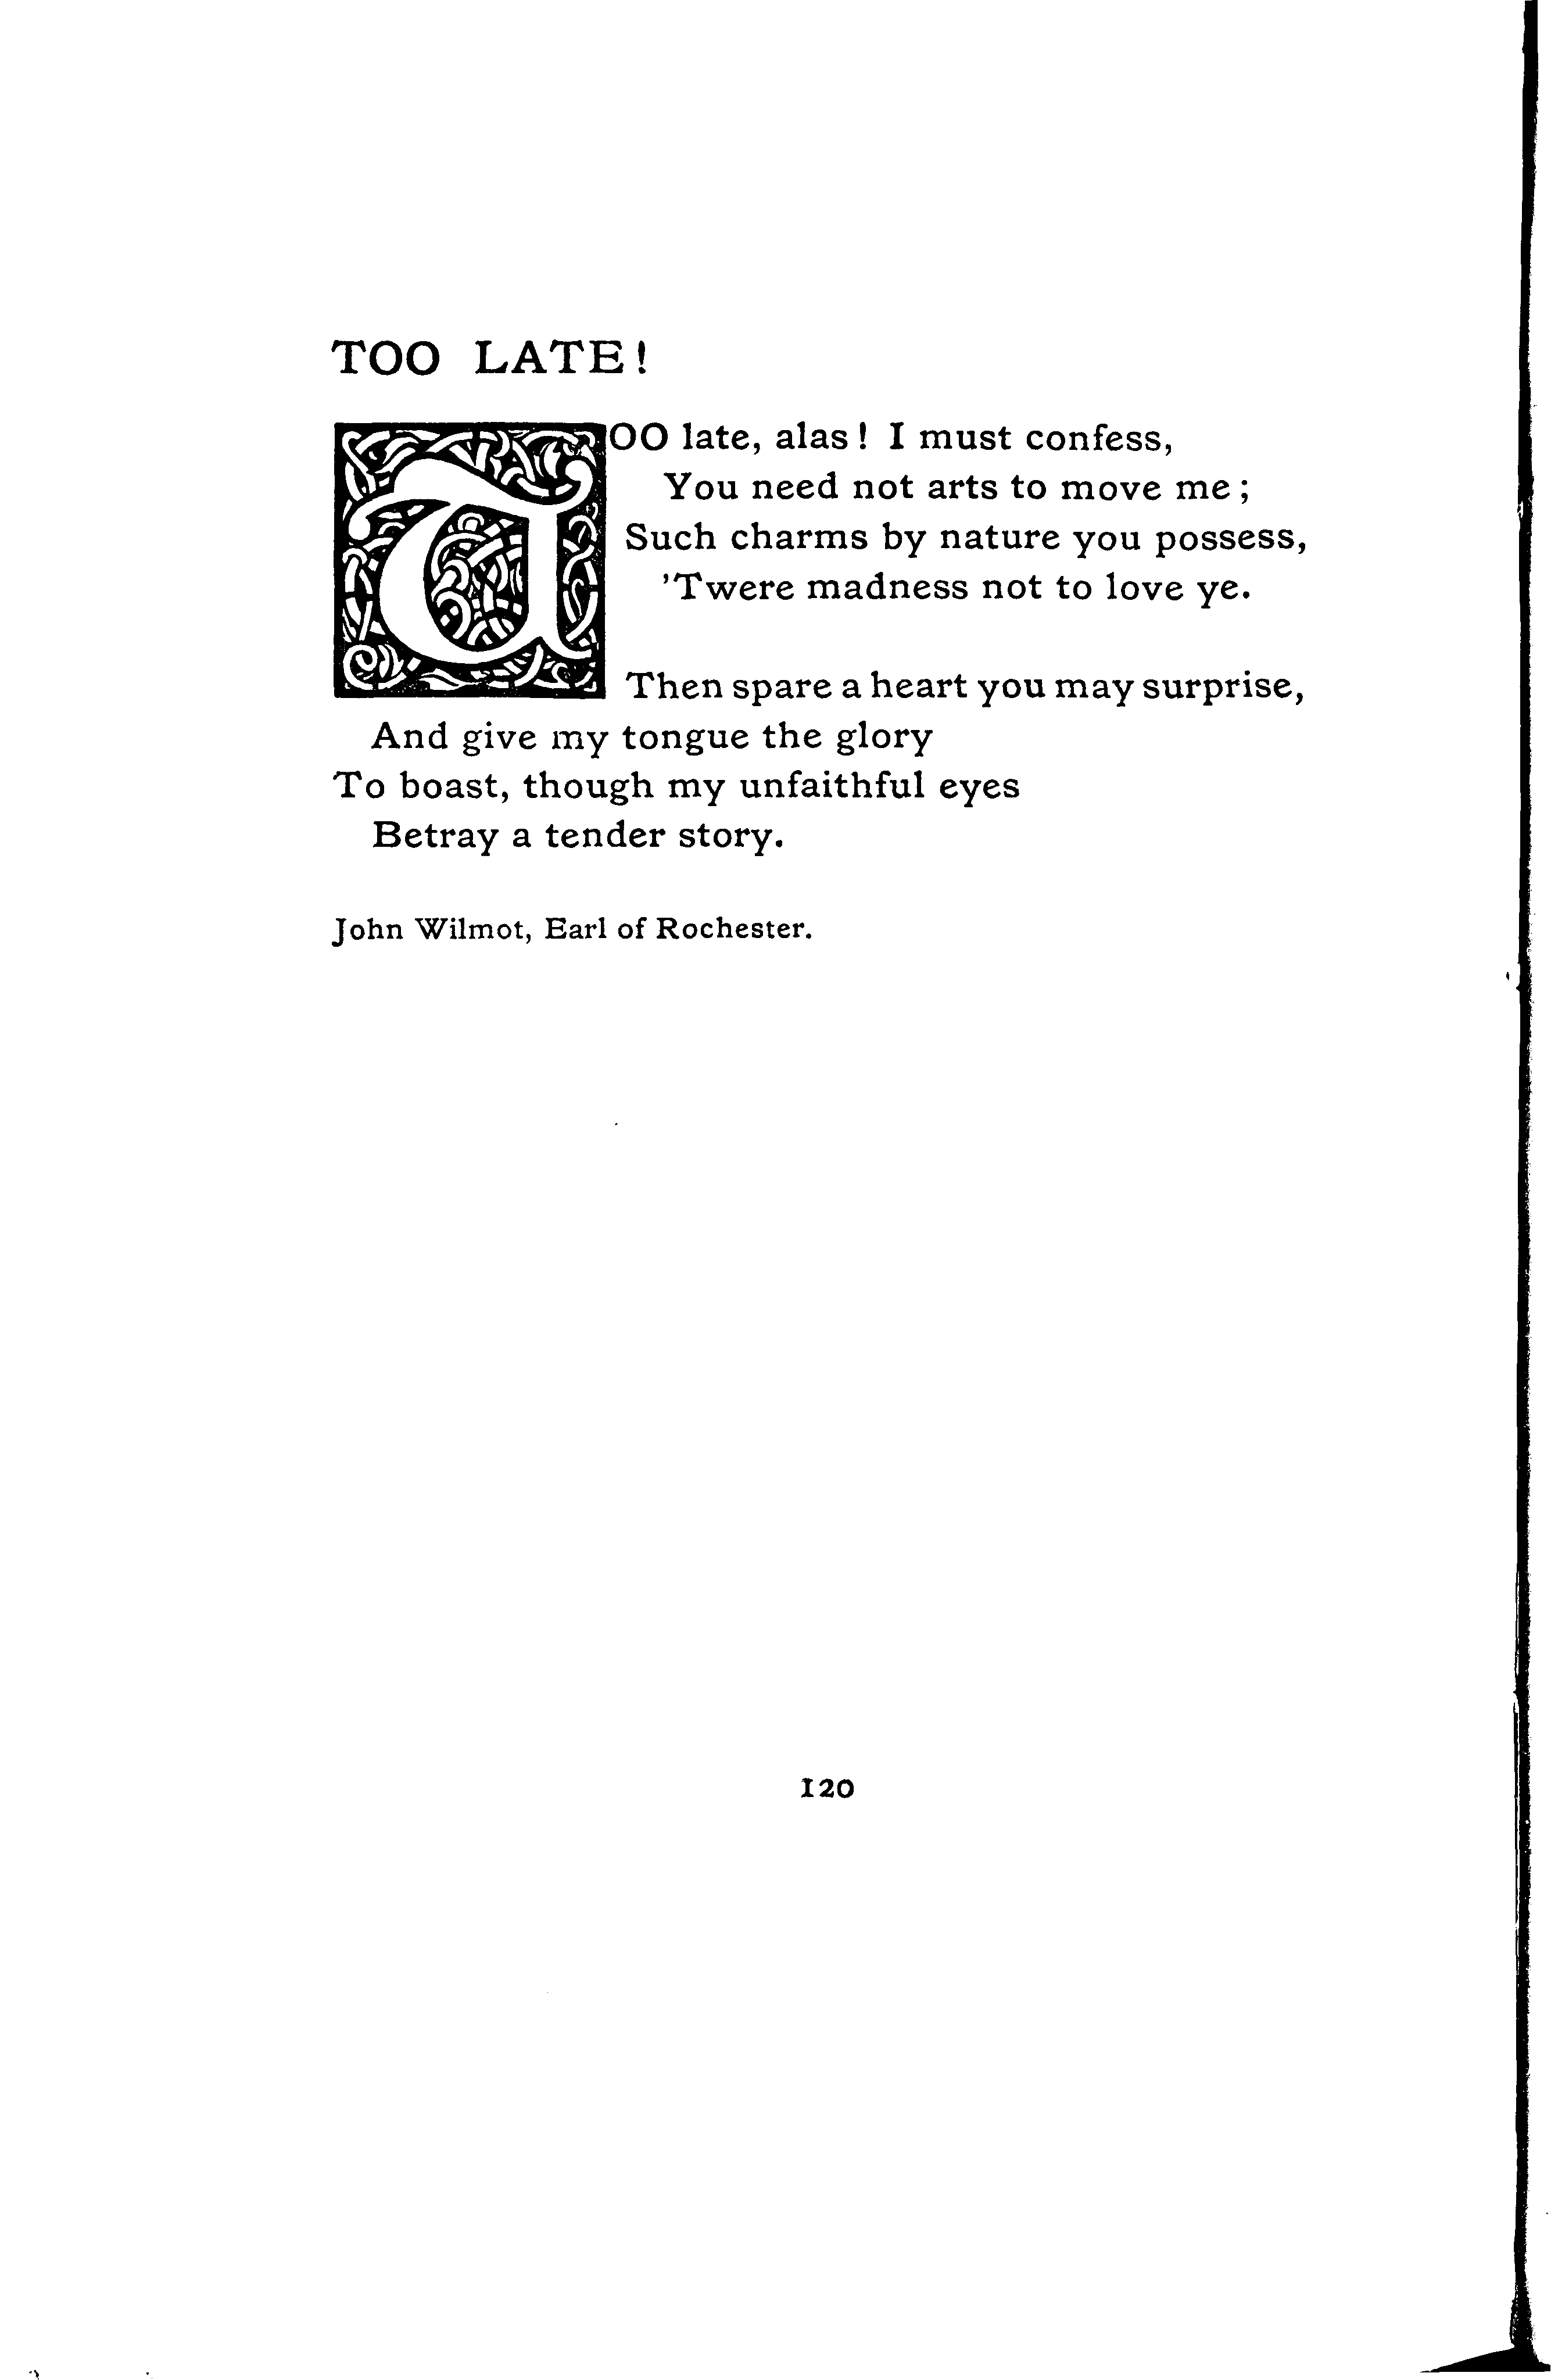 TOO LATE!
TOO late, alas! I must confess,
You need not arts to move me;
Such charms by nature you possess,
'Twere madness not to love ye.
Then spare a heart you may surprise,
And give my tongue the glory
To boast, though my unfaithful eyes
Betray a tender story.
John Wilmot, Earl of Rochester.
120